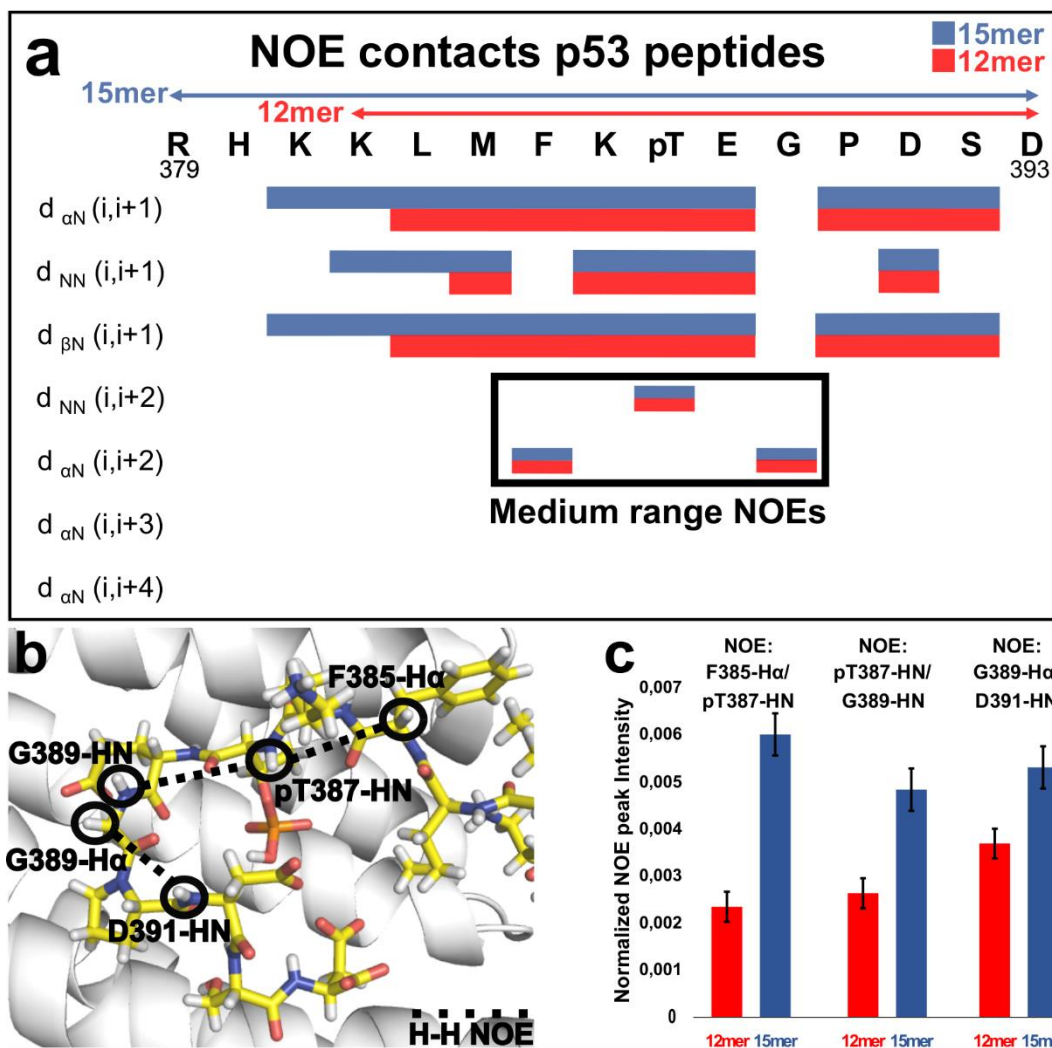 a
NOE contacts p53 peptides
15mer
12mer
15mer
12mer
R H K K L M F K pT E G P D S D
379 393
d αN (i,i+1)
d NN (i,i+1)
d βN (i,i+1)
d NN (i,i+2)
d αN (i,i+2)
Medium range NOEs
d αN (i,i+3)
d αN (i,i+4)
b
F385-Hα
G389-HN
pT387-HN
G389-Hα
D391-HN
H-H NOE
c
NOE: NOE: NOE:
F385-Hα/ pT387-HN/ G389-Hα
pT387-HN G389-HN D391-HN
Normalized NOE peak Intensity
0,007
0,006
0,005
0,004
0,003
0,002
0,001
0
12mer 15mer 12mer 15mer 12mer 15m